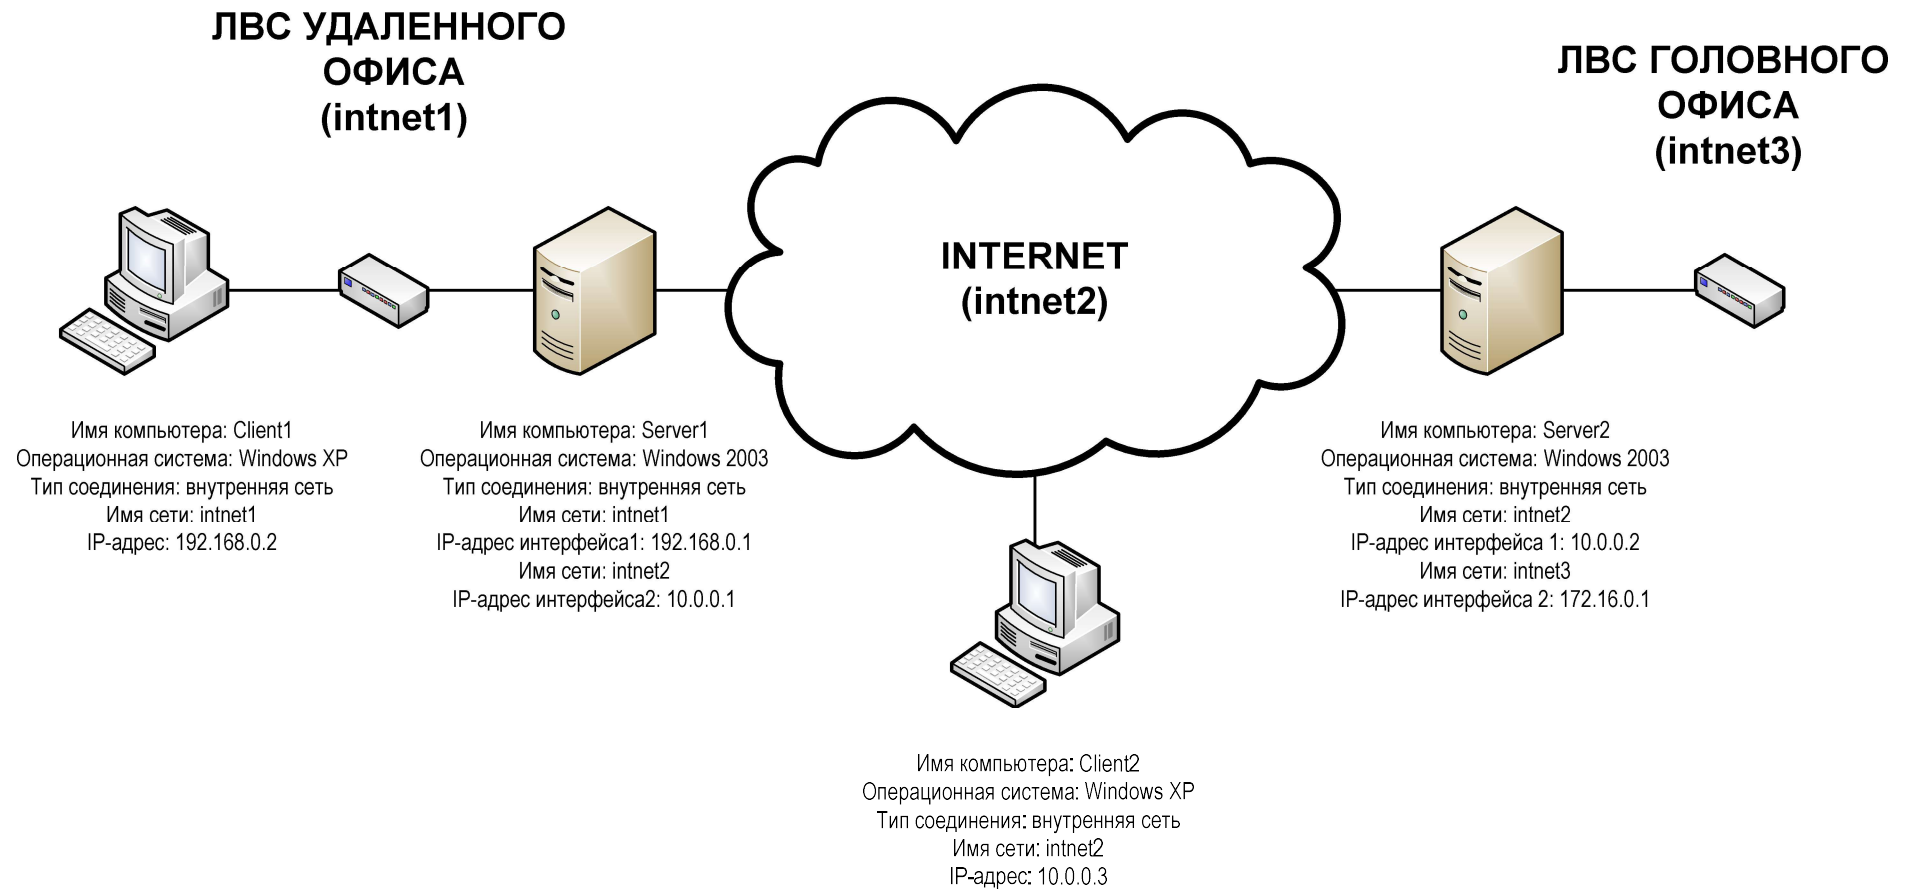 ЛВС УДАЛЕННОГО
ОФИСА
(intnet1)
ЛВС ГОЛОВНОГО
ОФИСА
(intnet3)
INTERNET
(intnet2)
Имя компьютера: Client1
Операционная система: Windows XP
Тип соединения: внутренняя сеть
Имя сети: intnet1
IP-адрес: 192.168.0.2
Имя компьютера: Server1
Операционная система: Windows 2003
Тип соединения: внутренняя сеть
Имя сети: intnet1
IP-адрес интерфейса1: 192.168.0.1
Имя сети: intnet2
IP-адрес интерфейса2: 10.0.0.1
Имя компьютера: Server2
Операционная система: Windows 2003
Тип соединения: внутренняя сеть
Имя сети: intnet2
IP-адрес интерфейса 1: 10.0.0.2
Имя сети: intnet3
IP-адрес интерфейса 2: 172.16.0.1
Имя компьютера: Client2
Операционная система: Windows XP
Тип соединения: внутренняя сеть
Имя сети: intnet2
IP-адрес: 10.0.0.3